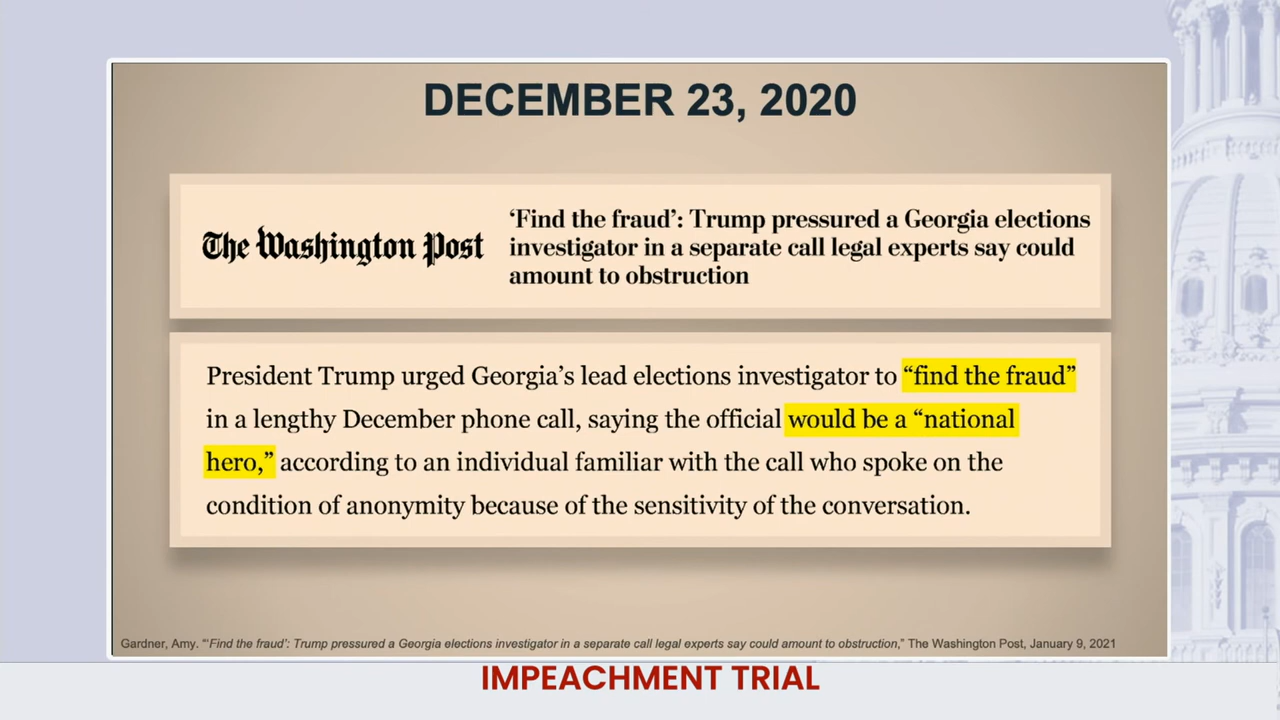 DECEMBER 23, 2020
The Washington Post
‘Find the fraud’: Trump pressured a Georgia elections
investigator in a separate call legal experts say could
amount to obstruction
President Trump urged Georgia’s lead elections investigator to “find the fraud”
in a lengthy December phone call, saying the official would be a “national
hero,” according to an individual familiar with the call who spoke on the
condition of anonymity because of the sensitivity of the conversation.
Gardner, Amy. “‘Find the fraud’: Trump pressured a Georgia elections investigator in a separate call legal experts say could amount to obstruction,” The Washington Post, January 9, 2021
IMPEACHMENT TRIAL